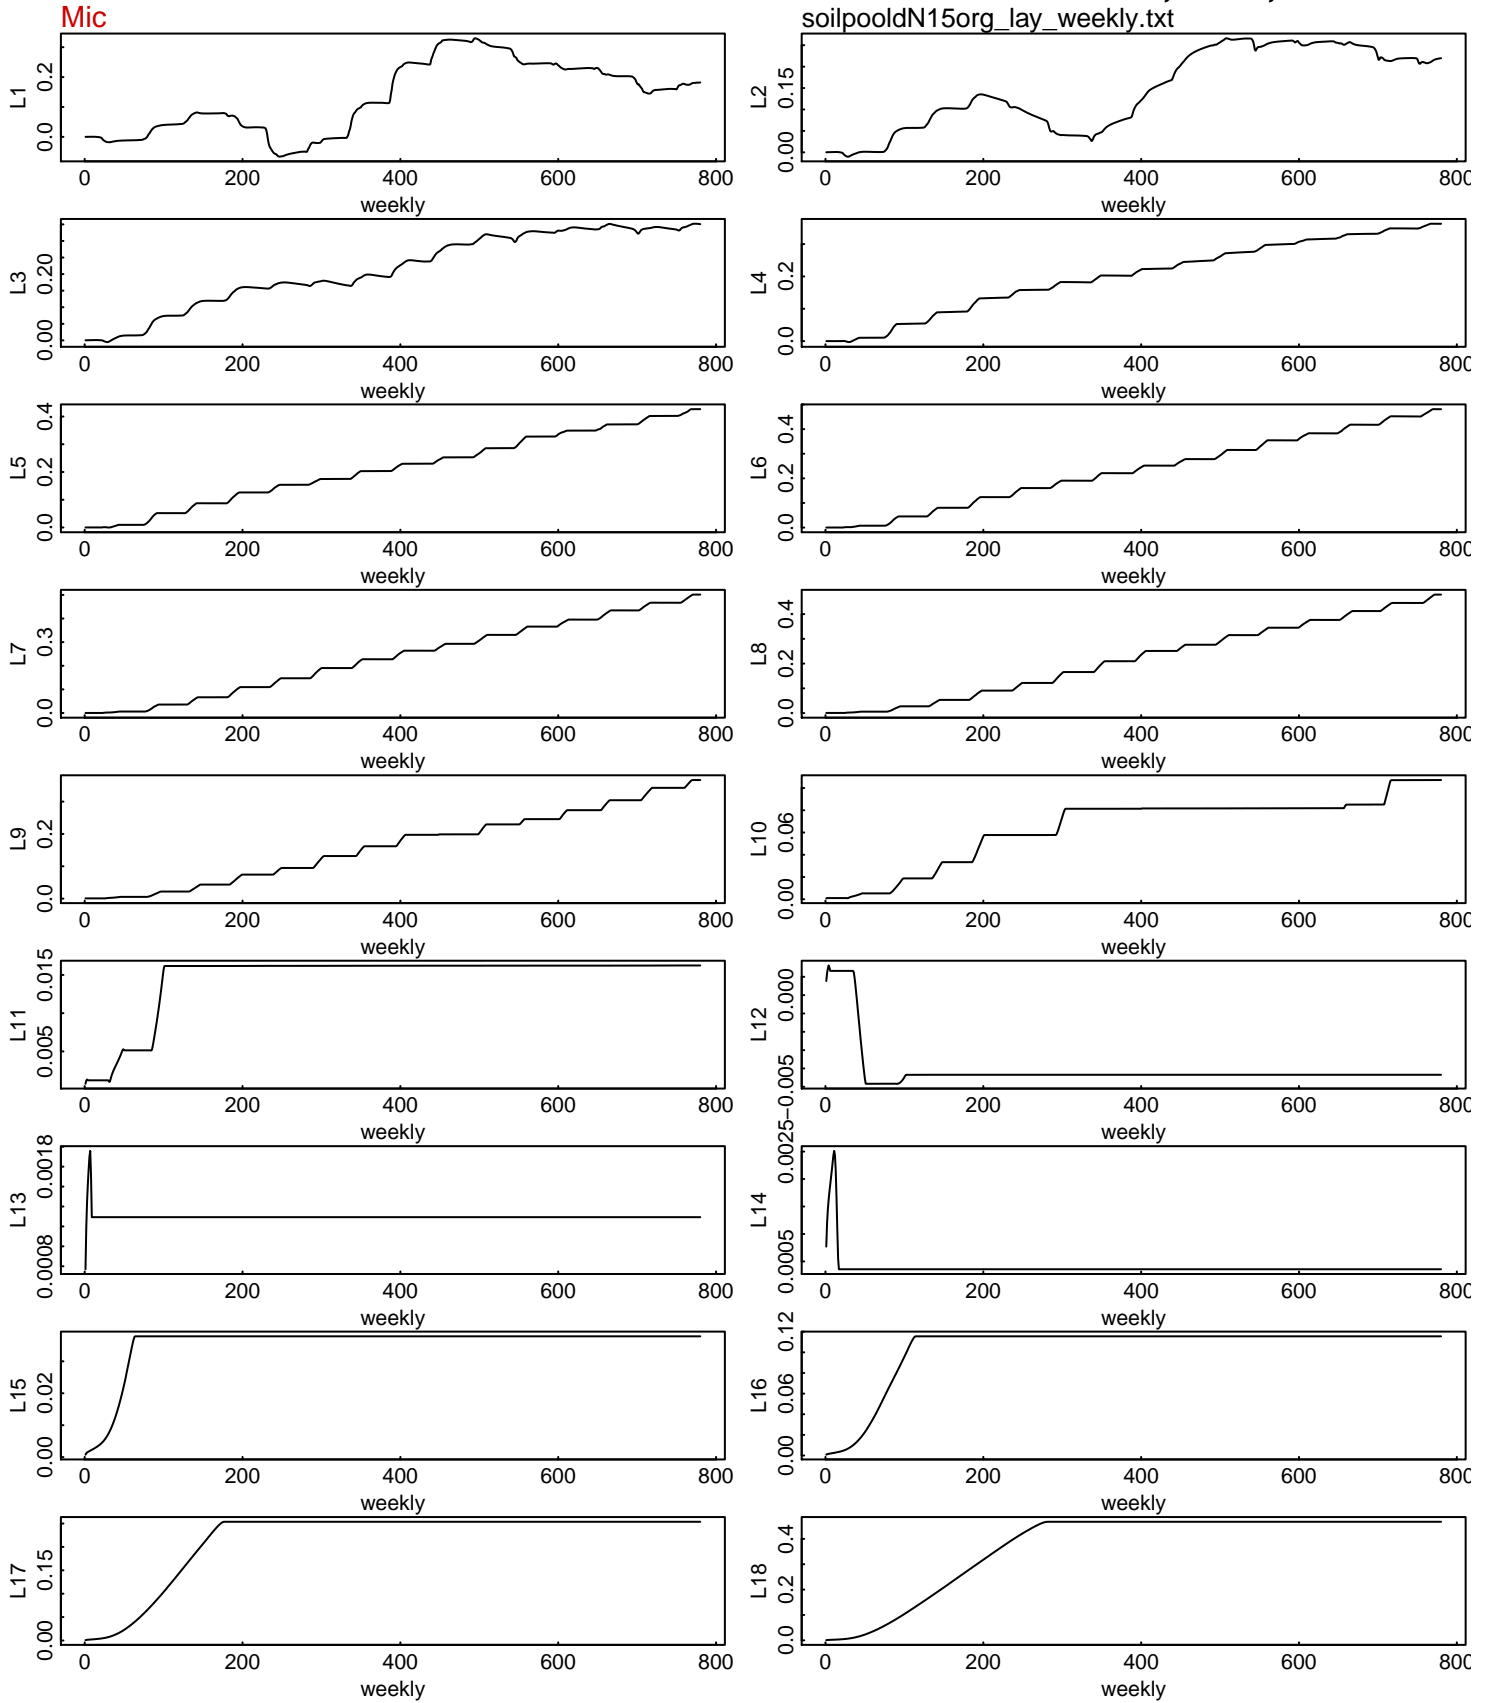 Mic
soilpooldN15org_lay_weekly.txt
L1
0.0 0.2
0 200 400 600 800
weekly
L2
0.00 0.15
0 200 400 600 800
weekly
L3
0.00 0.20
0 200 400 600 800
weekly
L4
0.0 0.2
0 200 400 600 800
weekly
L5
0.0 0.2 0.4
0 200 400 600 800
weekly
L6
0.0 0.2 0.4
0 200 400 600 800
weekly
L7
0.0 0.3
0 200 400 600 800
weekly
L8
0.0 0.2 0.4
0 200 400 600 800
weekly
L9
0.0 0.2
0 200 400 600 800
weekly
L10
0.00 0.06
0 200 400 600 800
weekly
L11
0.005 0.015
0 200 400 600 800
weekly
L12
−0.005 0.000
0 200 400 600 800
weekly
L13
0.0008 0.0018
0 200 400 600 800
weekly
L14
0.0005 0.0025
0 200 400 600 800
weekly
L15
0.00 0.02
0 200 400 600 800
weekly
L16
0.00 0.06 0.12
0 200 400 600 800
weekly
L17
0.00 0.15
0 200 400 600 800
weekly
L18
0.0 0.2 0.4
0 200 400 600 800
weekly